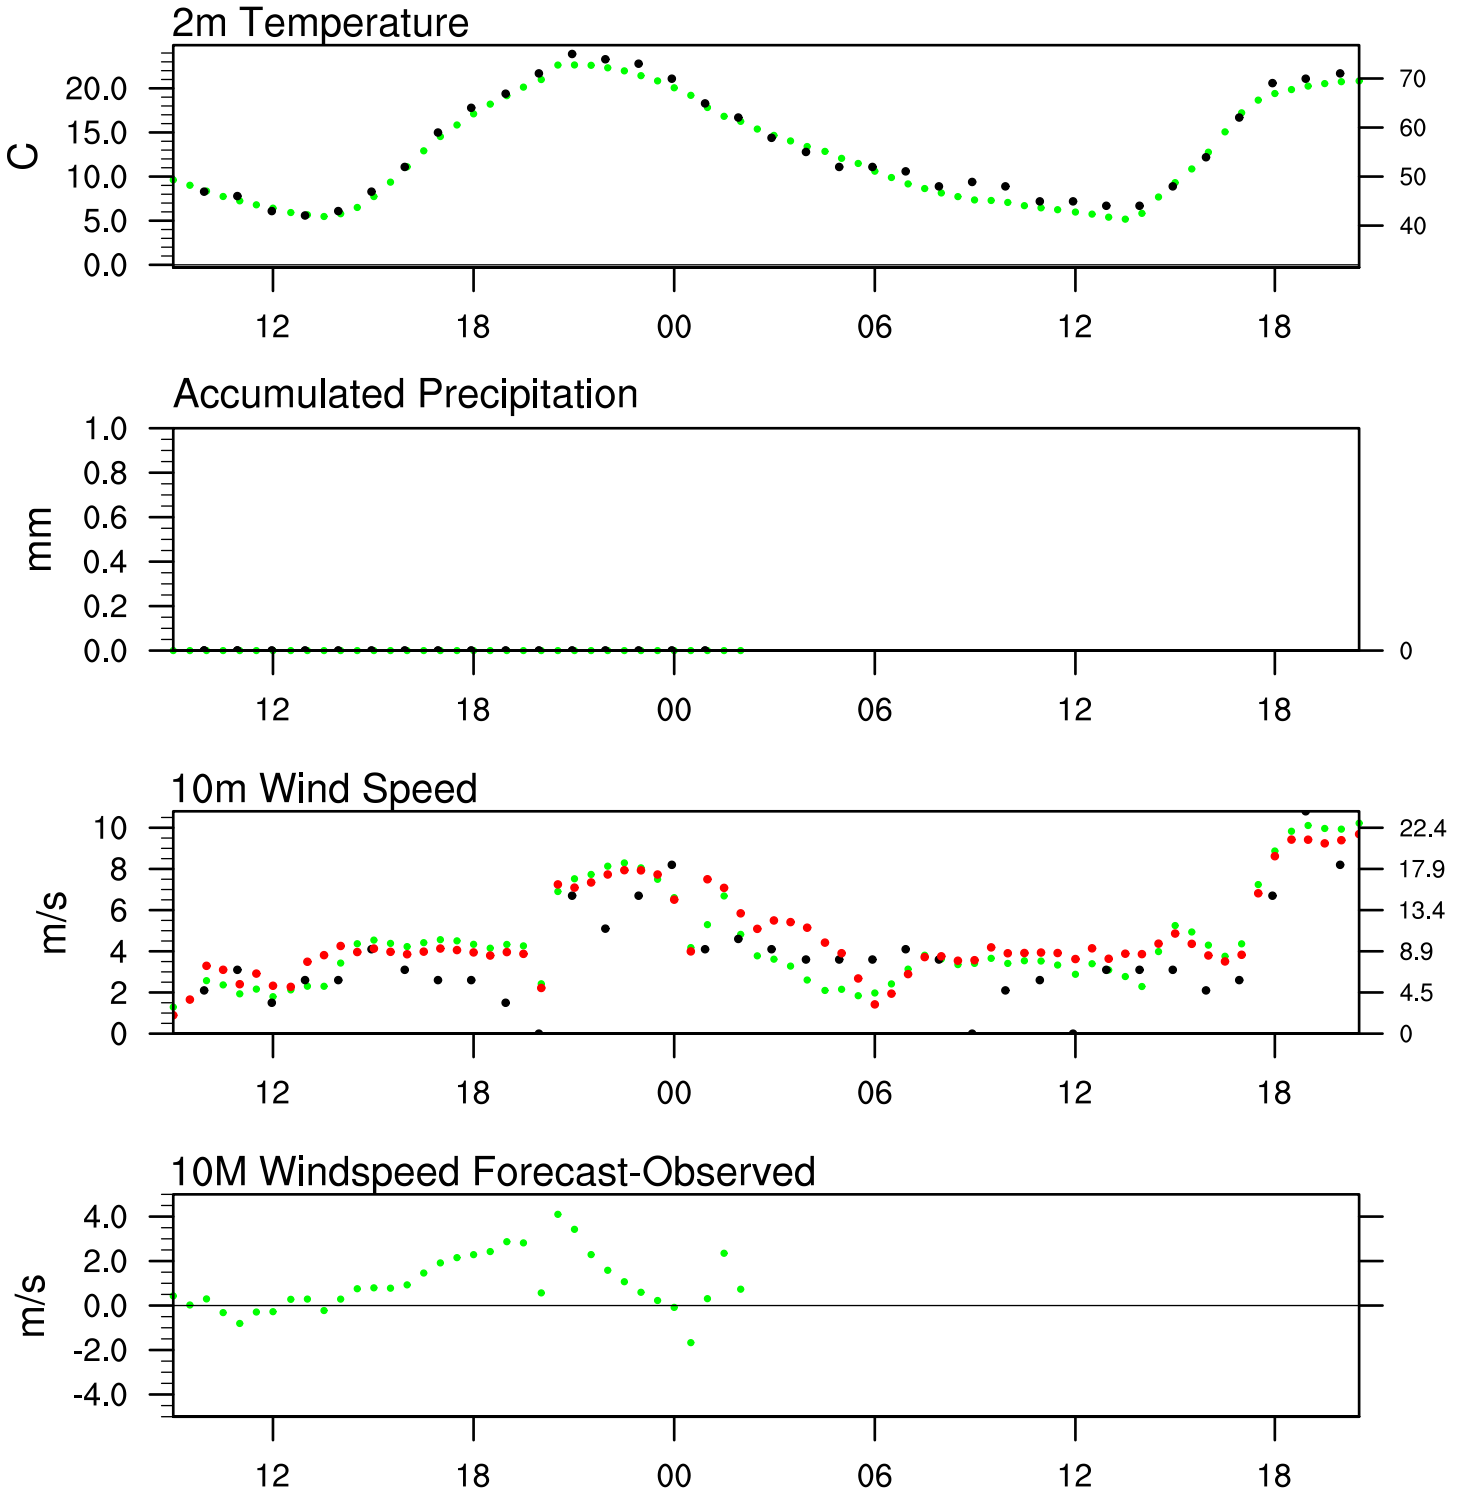 2m Temperature
C
20.0
15.0
10.0
5.0
0.0
70
60
50
40
12 18 00 06 12 18
Accumulated Precipitation
mm
1.0
0.8
0.6
0.4
0.2
0.0
0
12 18 00 06 12 18
10m Wind Speed
m/s
10
8
6
4
2
0
22.4
17.9
13.4
8.9
4.5
0
12 18 00 06 12 18
10M Windspeed Forecast-Observed
m/s
4.0
2.0
0.0
-2.0
-4.0
12 18 00 06 12 18